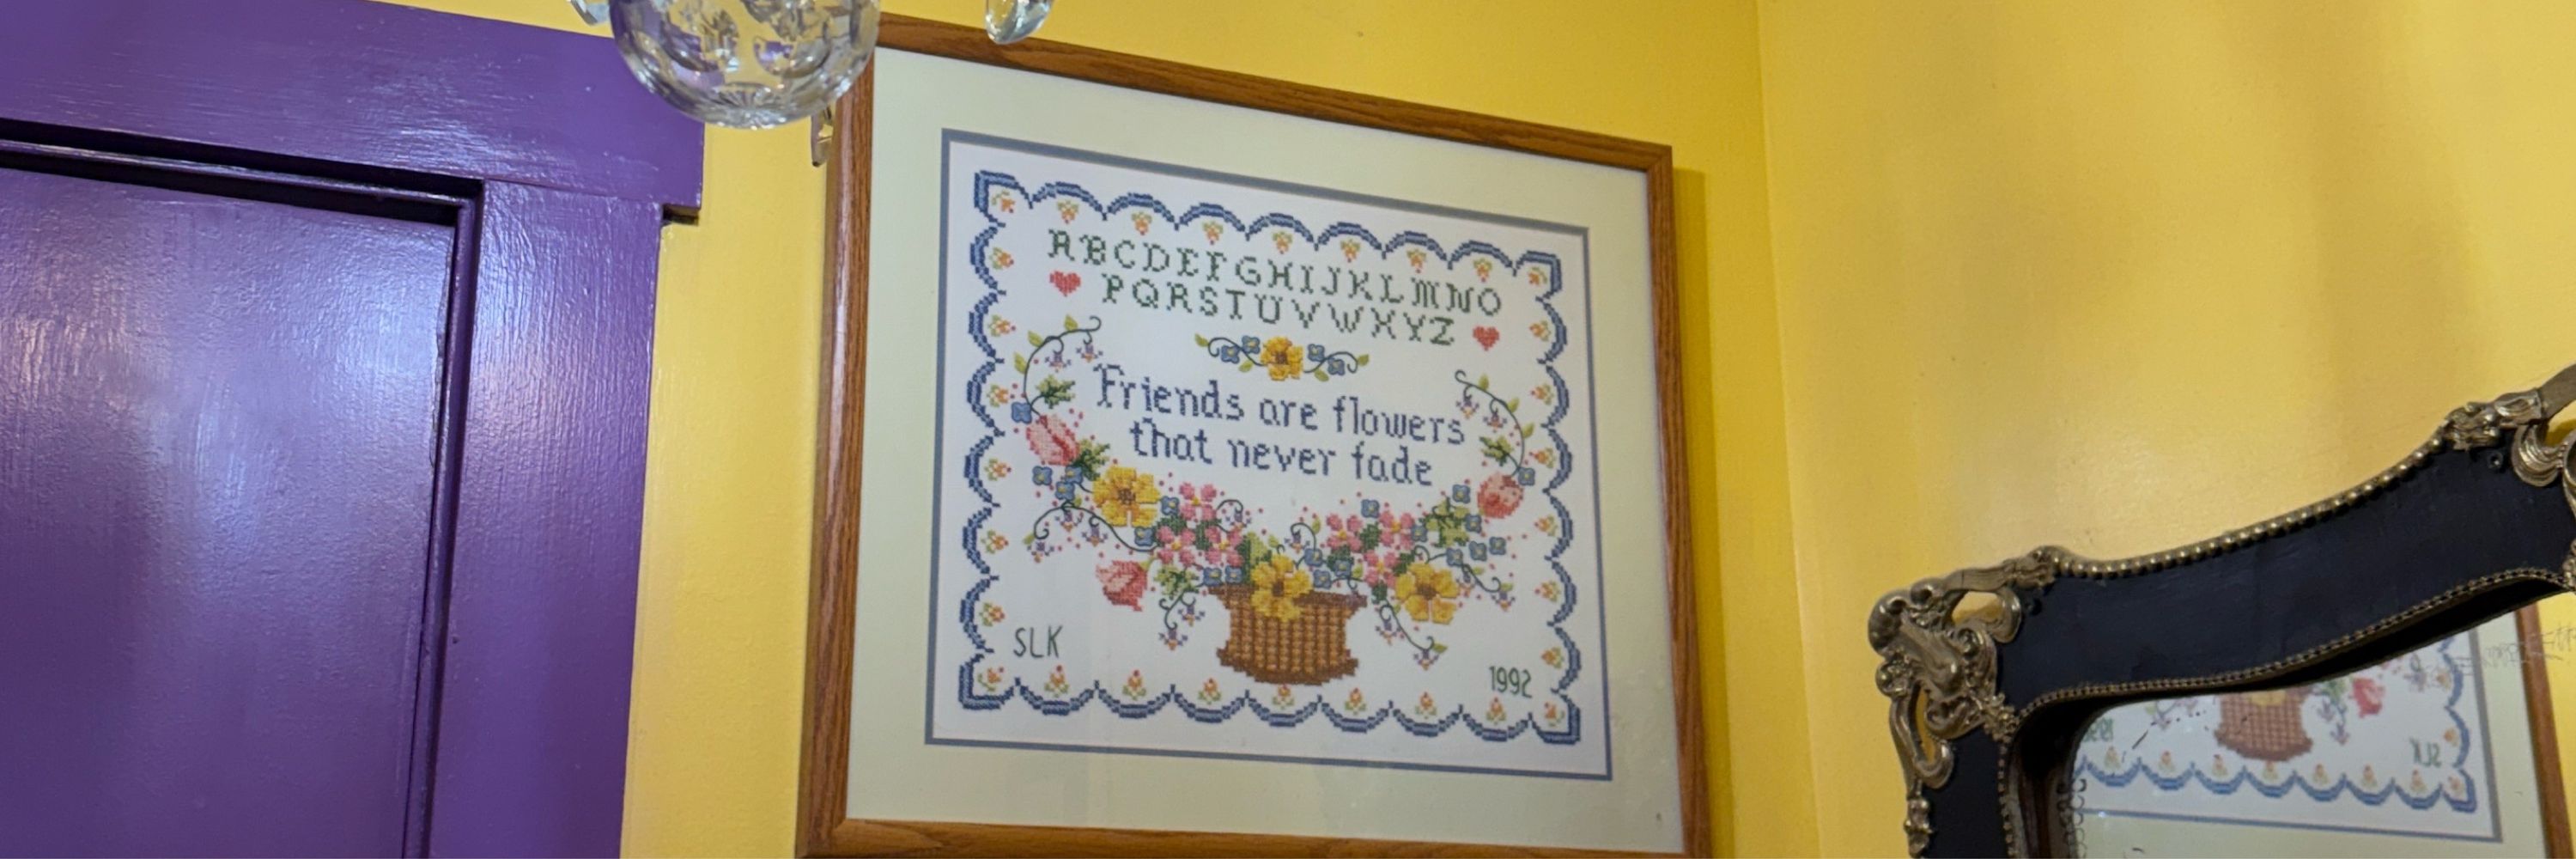 ABCDEFGHIJKLMNO
PQRSTUVWXYZ
Friends are flowers
that never fade
SLK
1992